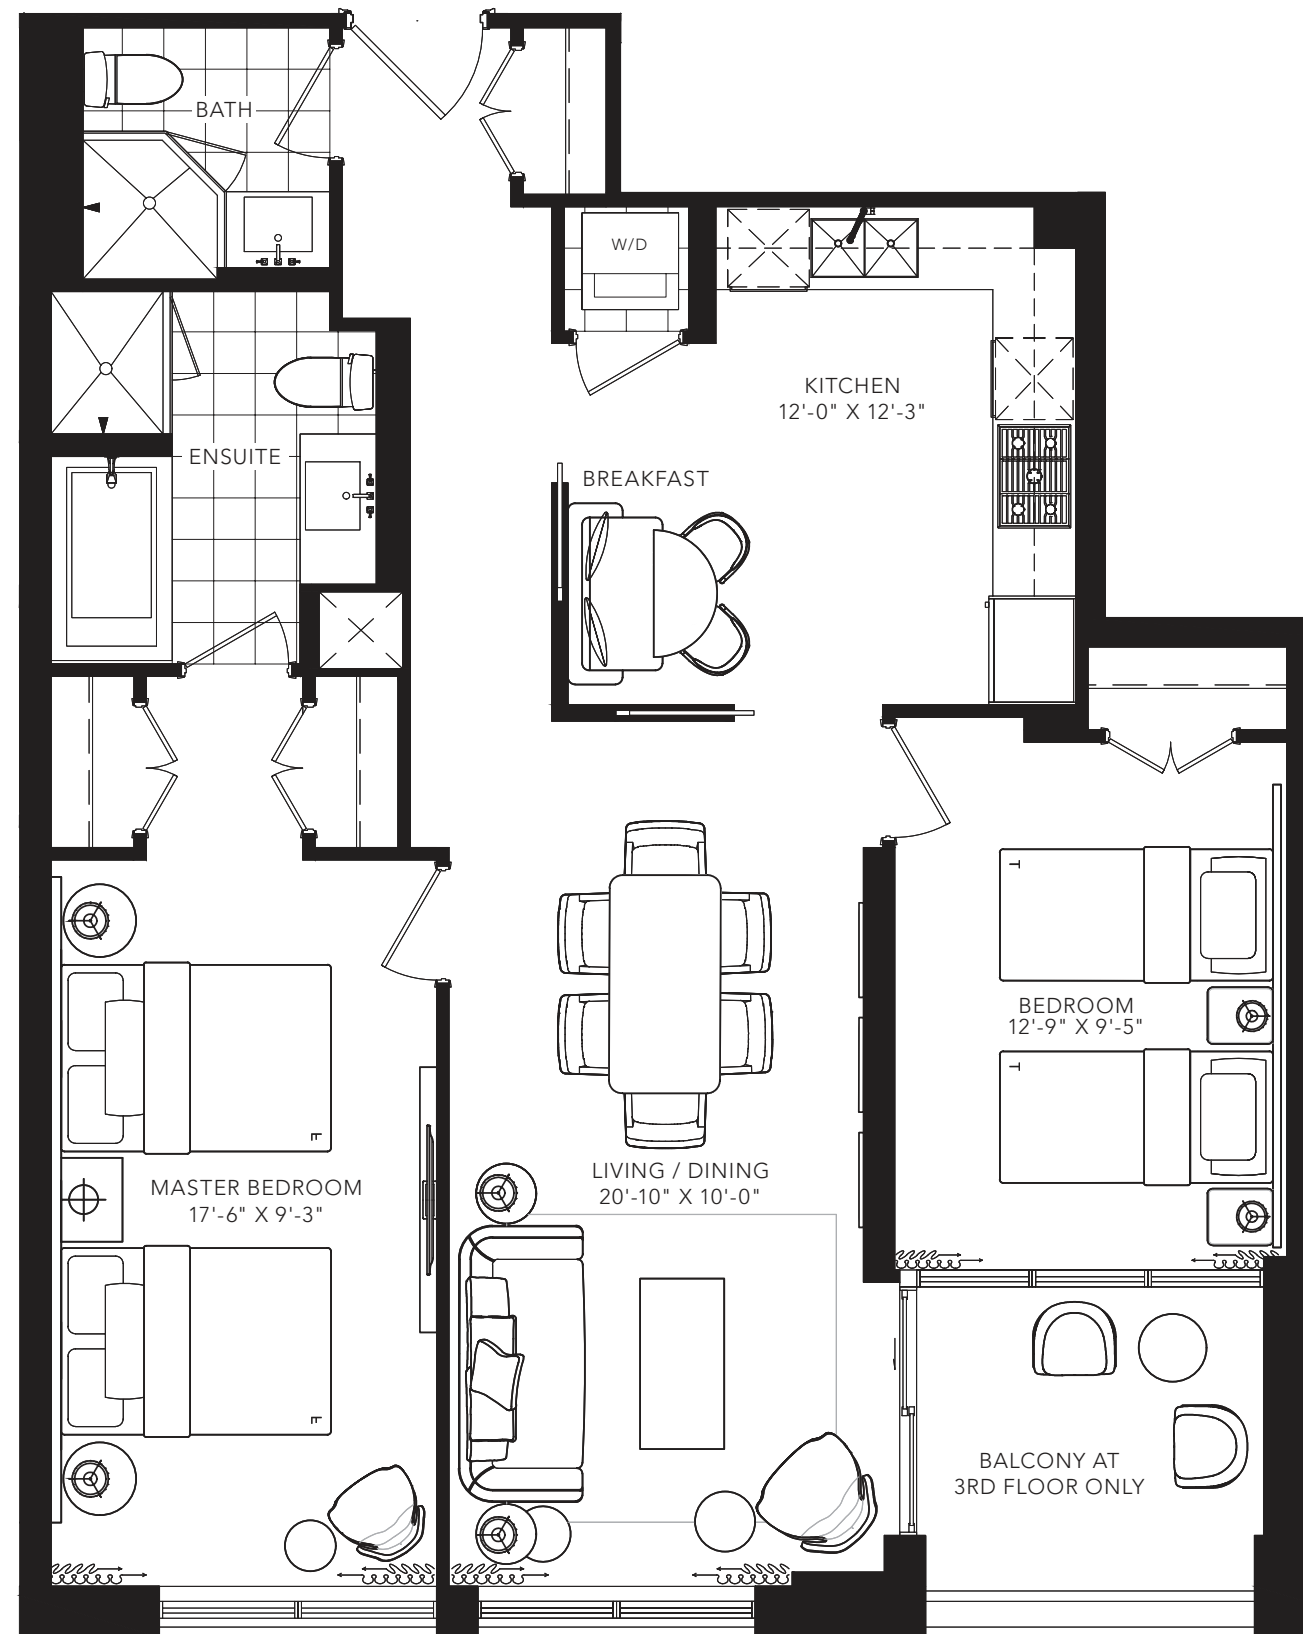 BATH
W/D
KITCHEN
12'-0" X 12'-3"
ENSUITE
BREAKFAST
BEDROOM
12'-9" X 9'-5"
LIVING / DINING
20'-10" X 10'-0"
MASTER BEDROOM
17'-6" X 9'-3"
BALCONY AT
3RD FLOOR ONLY
T
T
F
F